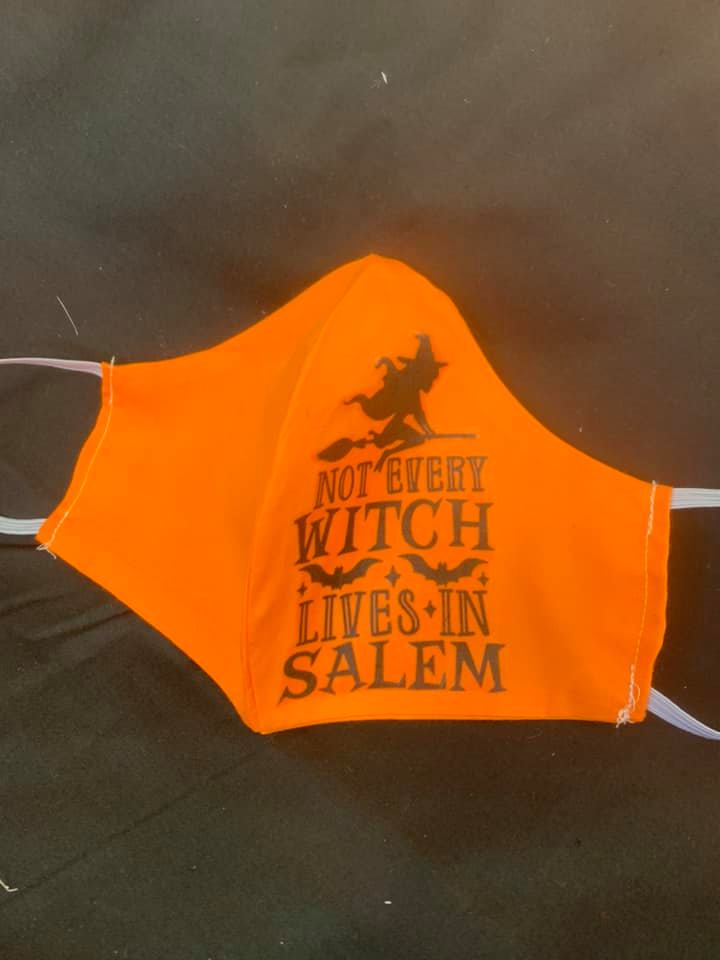 NOT EVERY
WITCH
LIVES IN
SALEM